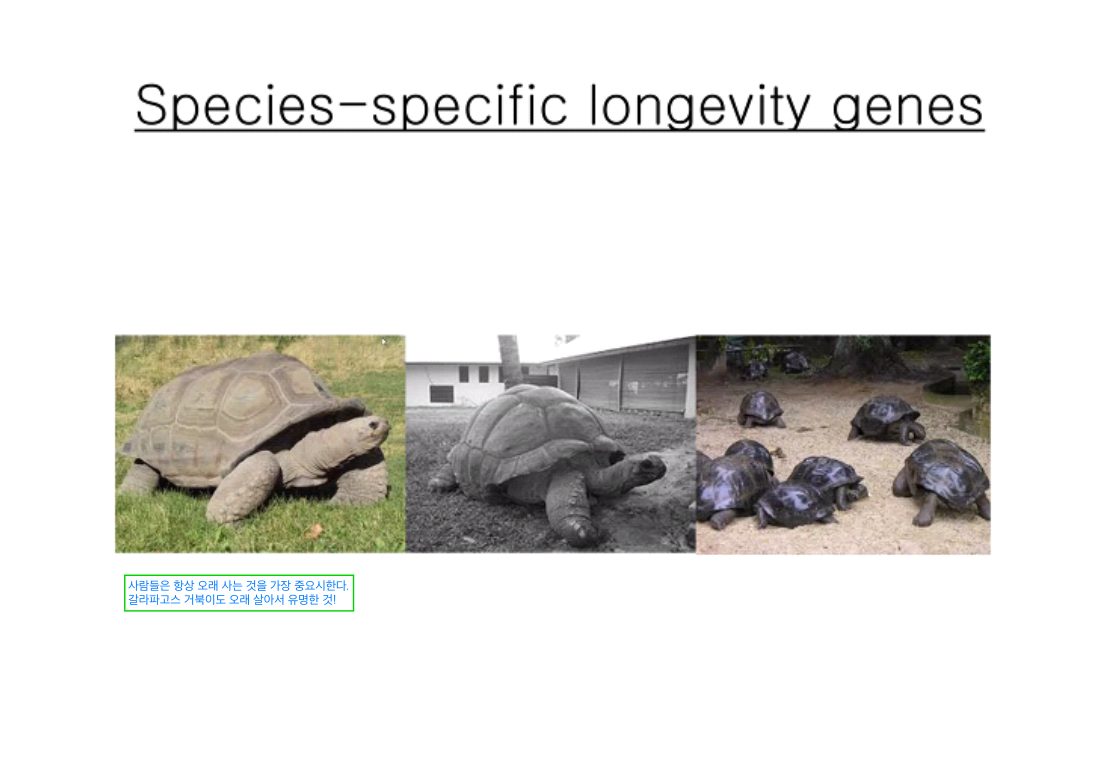 Species-specific longevity genes
사람들은 항상 오래 사는 것을 가장 중요시한다.
갈라파고스 거북이도 오래 살아서 유명한 것!